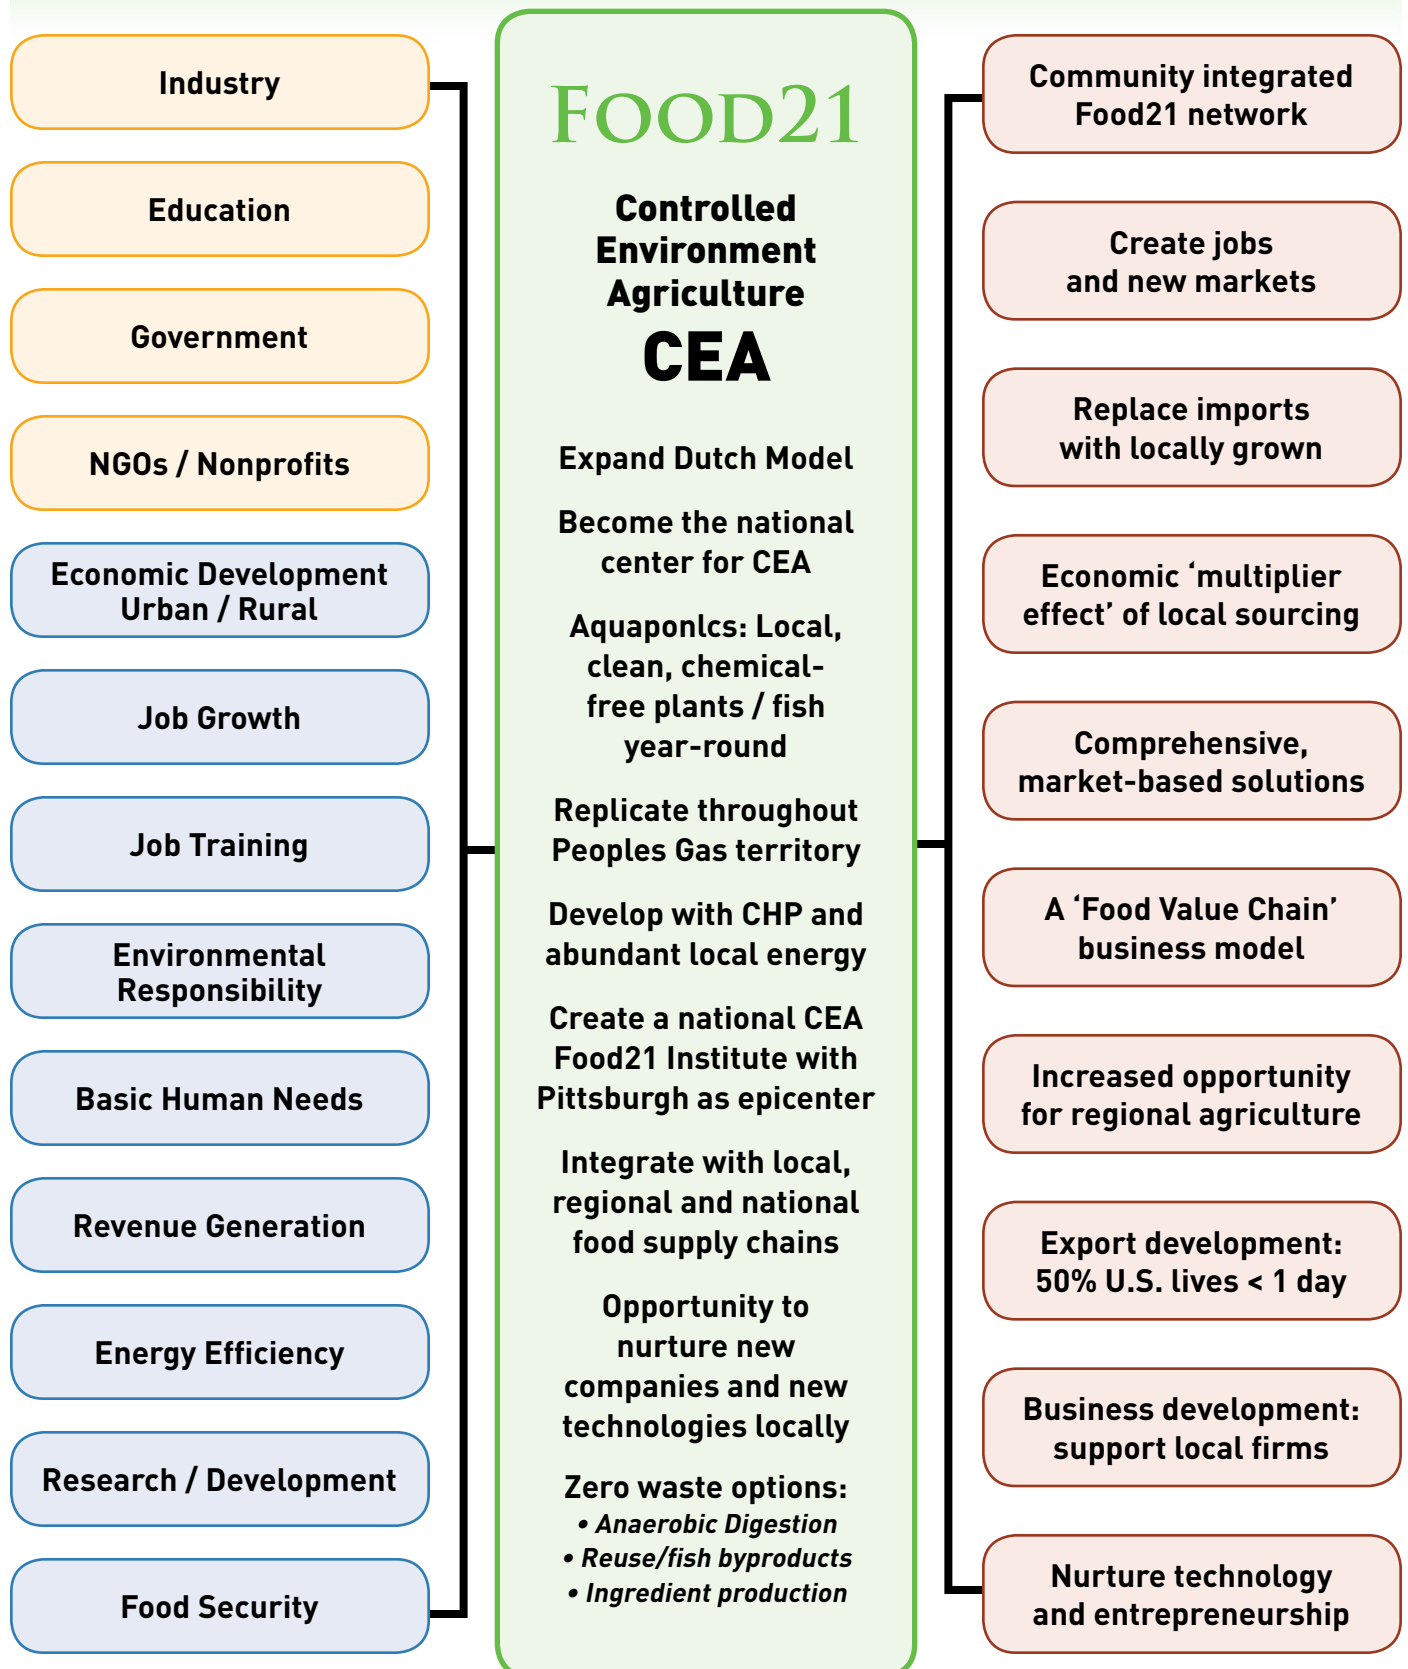 Industry
Education
Government
NGOs / Nonprofits
Economic Development
Urban / Rural
Job Growth
Job Training
Environmental
Responsibility
Basic Human Needs
Revenue Generation
Energy Efficiency
Research / Development
Food Security
FOOD21
Controlled
Environment
Agriculture
CEA
Expand Dutch Model
Become the national
center for CEA
Aquaponlcs: Local,
clean, chemical-
free plants / fish
year-round
Replicate throughout
Peoples Gas territory
Develop with CHP and
abundant local energy
Create a national CEA
Food21 Institute with
Pittsburgh as epicenter
Integrate with local,
regional and national
food supply chains
Opportunity to
nurture new
companies and new
technologies locally
Zero waste options:
• Anaerobic Digestion
• Reuse/fish byproducts
• Ingredient production
Community integrated
Food21 network
Create jobs
and new markets
Replace imports
with locally grown
Economic ‘multiplier
effect’ of local sourcing
Comprehensive,
market-based solutions
A ‘Food Value Chain’
business model
Increased opportunity
for regional agriculture
Export development:
50% U.S. lives < 1 day
Business development:
support local firms
Nurture technology
and entrepreneurship